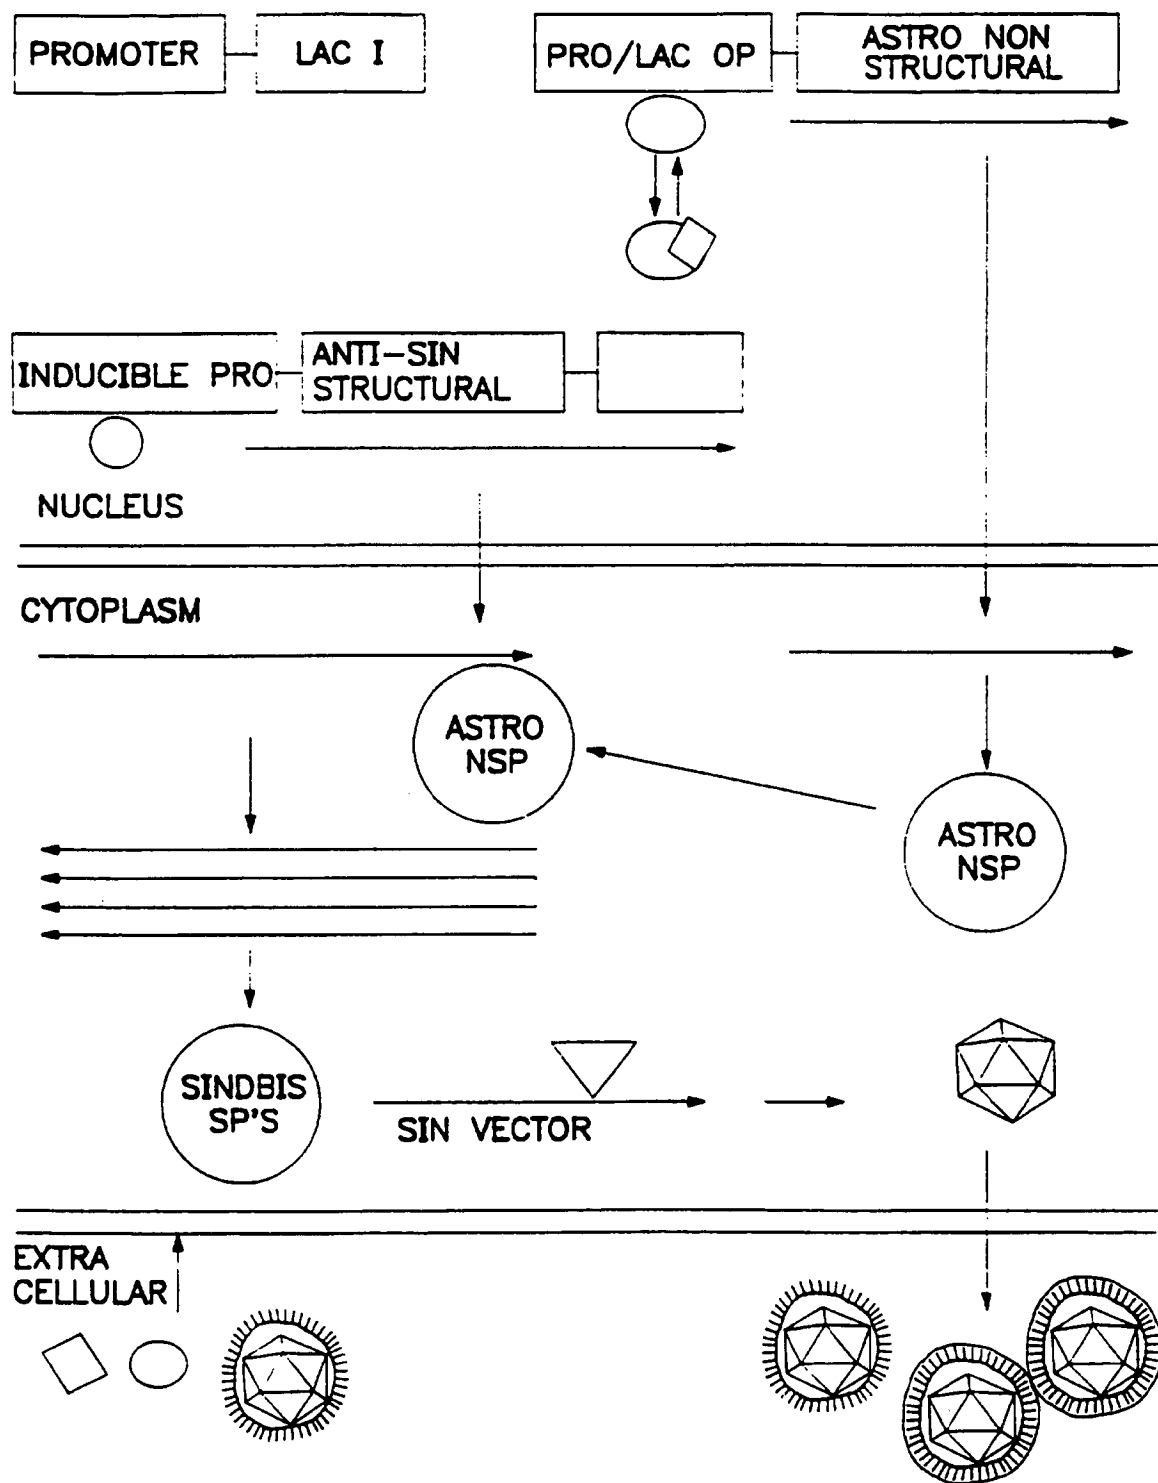 PROMOTER
LAC I
PRO/LAC OP
ASTRO NON
STRUCTURAL
INDUCIBLE PRO
ANTI-SIN
STRUCTURAL
NUCLEUS
CYTOPLASM
ASTRO
NSP
ASTRO
NSP
SINDBIS
SP'S
SIN VECTOR
EXTRA
CELLULAR